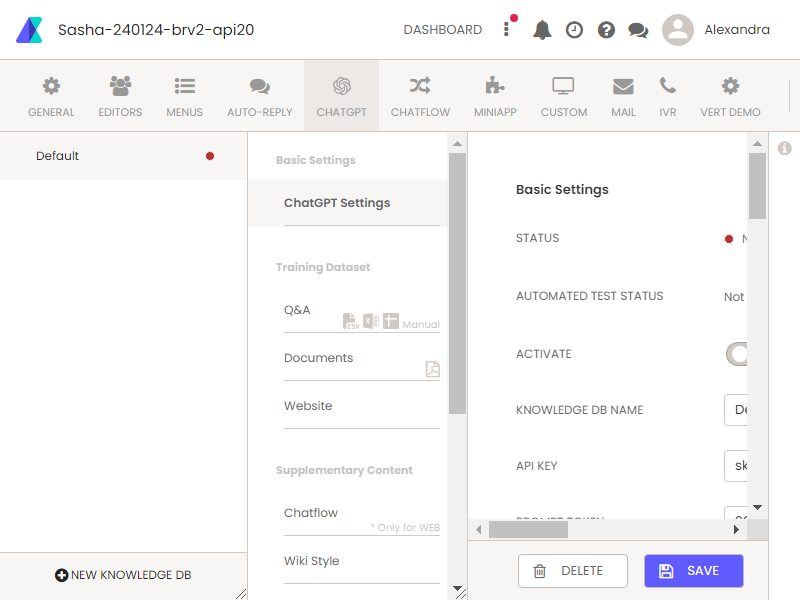 Sasha-240124-brv2-api20
DASHBOARD
Alexandra
GENERAL
EDITORS
MENUS
AUTO-REPLY
CHATGPT
CHATFLOW
MINIAPP
CUSTOM
MAIL
IVR
VERT DEMO
Default
NEW KNOWLEDGE DB
Basic Settings
ChatGPT Settings
Training Dataset
Q&A
Manual
Documents
Website
Supplementary Content
Chatflow
* Only for WEB
Wiki Style
Basic Settings
STATUS
AUTOMATED TEST STATUS
Not
ACTIVATE
KNOWLEDGE DB NAME
De
API KEY
sk
PROMPT TOKEN
DELETE
SAVE